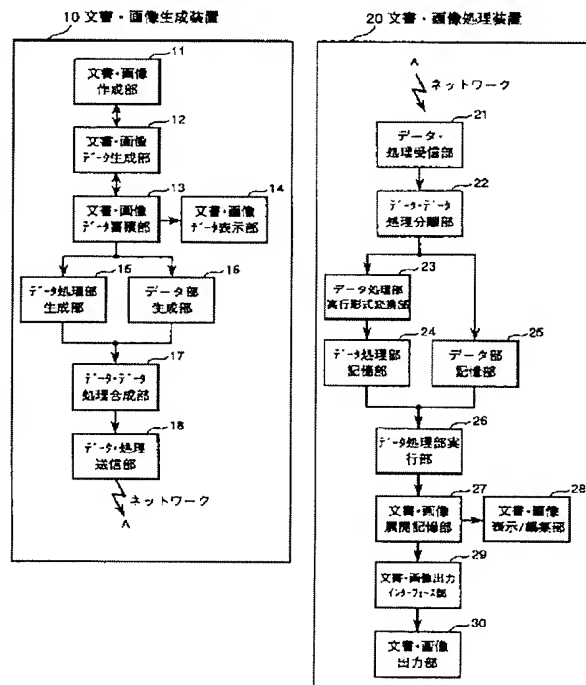 10 文書・画像生成装置
11
文書・画像
作成部
12
文書・画像
データ生成部
13
文書・画像
データ蓄積部
14
文書・画像
データ表示部
15
データ処理部
生成部
16
データ部
生成部
17
データ・データ
処理合成部
18
データ・処理
送信部
ネットワーク
A
20 文書・画像処理装置
A
ネットワーク
21
データ・
処理受信部
22
データ・データ
処理分離部
23
データ処理部
実行形式変換部
24
データ処理部
記憶部
25
データ部
記憶部
26
データ処理部実
行部
27
文書・画像
展開記憶部
28
文書・画像
表示/編集部
29
文書・画像出力
インターフェース部
30
文書・画像
出力部